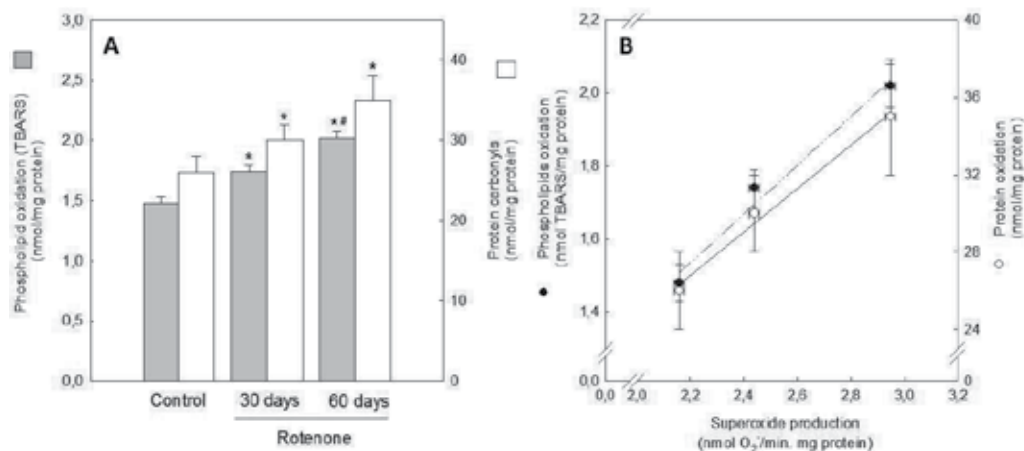 A
Phospholipid oxidation (TBARS)
(nmol/mg protein)
3,0
2,5
2,0
1,5
1,0
0,5
0,0
*
*
*#
*
40
30
20
10
0
Protein carbonyls
(nmol/mg protein)
Control
30 days
60 days
Rotenone
B
Phospholipids oxidation
(nmol TBARS/mg protein)
2,2
2,0
1,8
1,6
1,4
0,0
40
36
32
28
24
0
Protein oxidation
(nmol/mg protein)
0,0
2,2
2,4
2,6
2,8
3,0
3,2
Superoxide production
(nmol O₂⁻/min. mg protein)